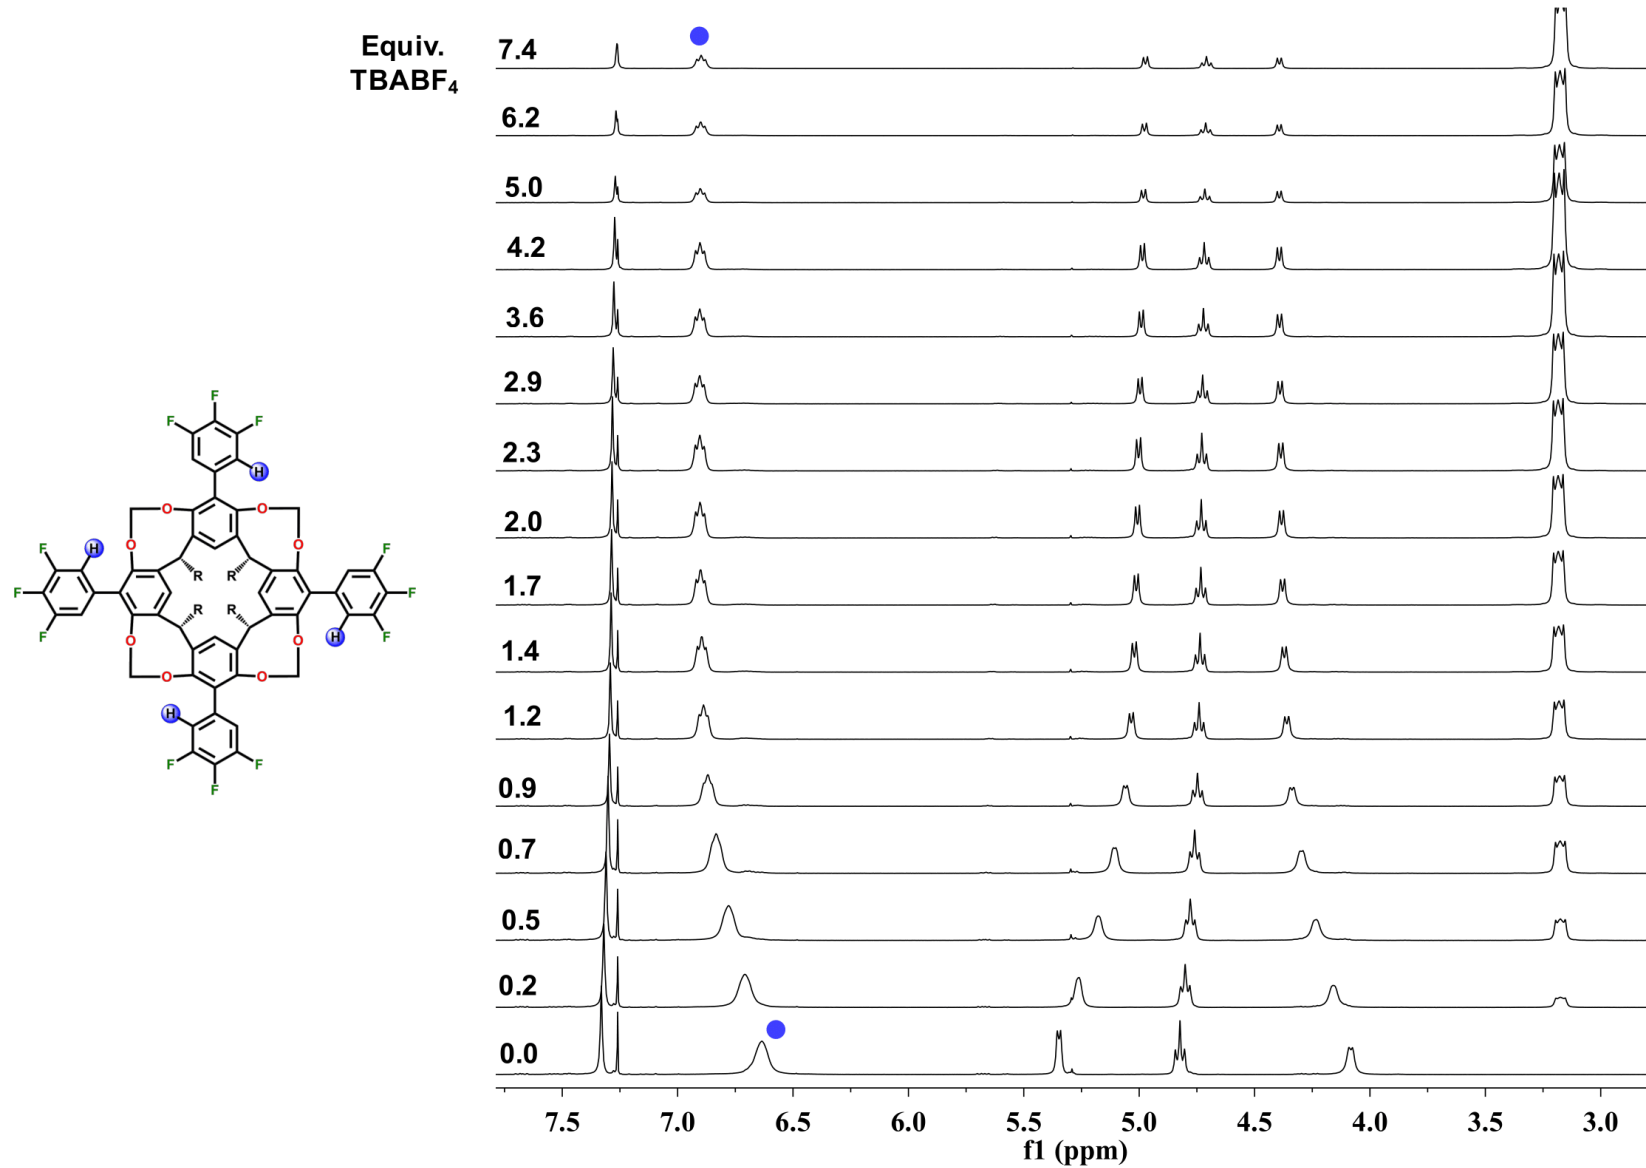 Equiv.
TBABF₄
7.4
6.2
5.0
4.2
3.6
2.9
2.3
2.0
1.7
1.4
1.2
0.9
0.7
0.5
0.2
0.0
F
F F
H
O O
F H O O F
R R
F F
R R
F O O H F
O O
H
F F
F
7.5 7.0 6.5 6.0 5.5 5.0 4.5 4.0 3.5 3.0
f1 (ppm)